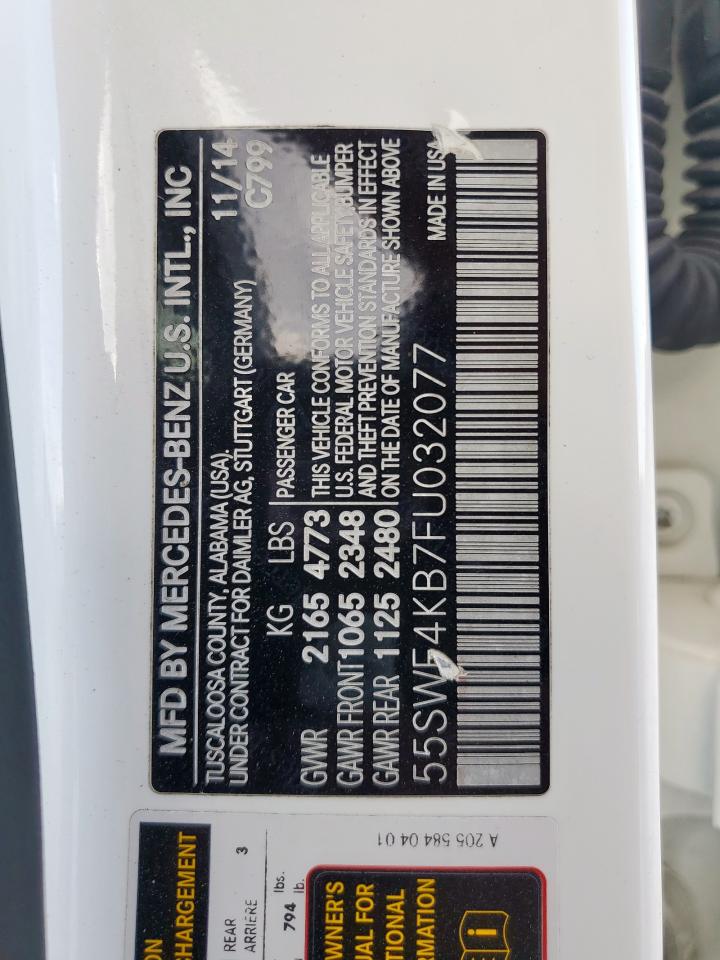 MFD BY MERCEDES-BENZ U.S. INTL., INC
TUSCALOOSA COUNTY, ALABAMA (USA), 11/14
UNDER CONTRACT FOR DAIMLER AG, STUTTGART (GERMANY) C799
KG LBS PASSENGER CAR
GVWR 2165 4773 THIS VEHICLE CONFORMS TO ALL APPLICABLE
GAWR FRONT 1065 2348 U.S. FEDERAL MOTOR VEHICLE SAFETY, BUMPER
GAWR REAR 1125 2480 AND THEFT PREVENTION STANDARDS IN EFFECT
ON THE DATE OF MANUFACTURE SHOWN ABOVE
MADE IN USA
55SWF4KB7FU032077
ON
CHARGEMENT
REAR
ARRIÈRE
3
lbs.
794 lb.
A 205 584 04 01
OWNER'S
UAL FOR
TIONAL
RMATION
i